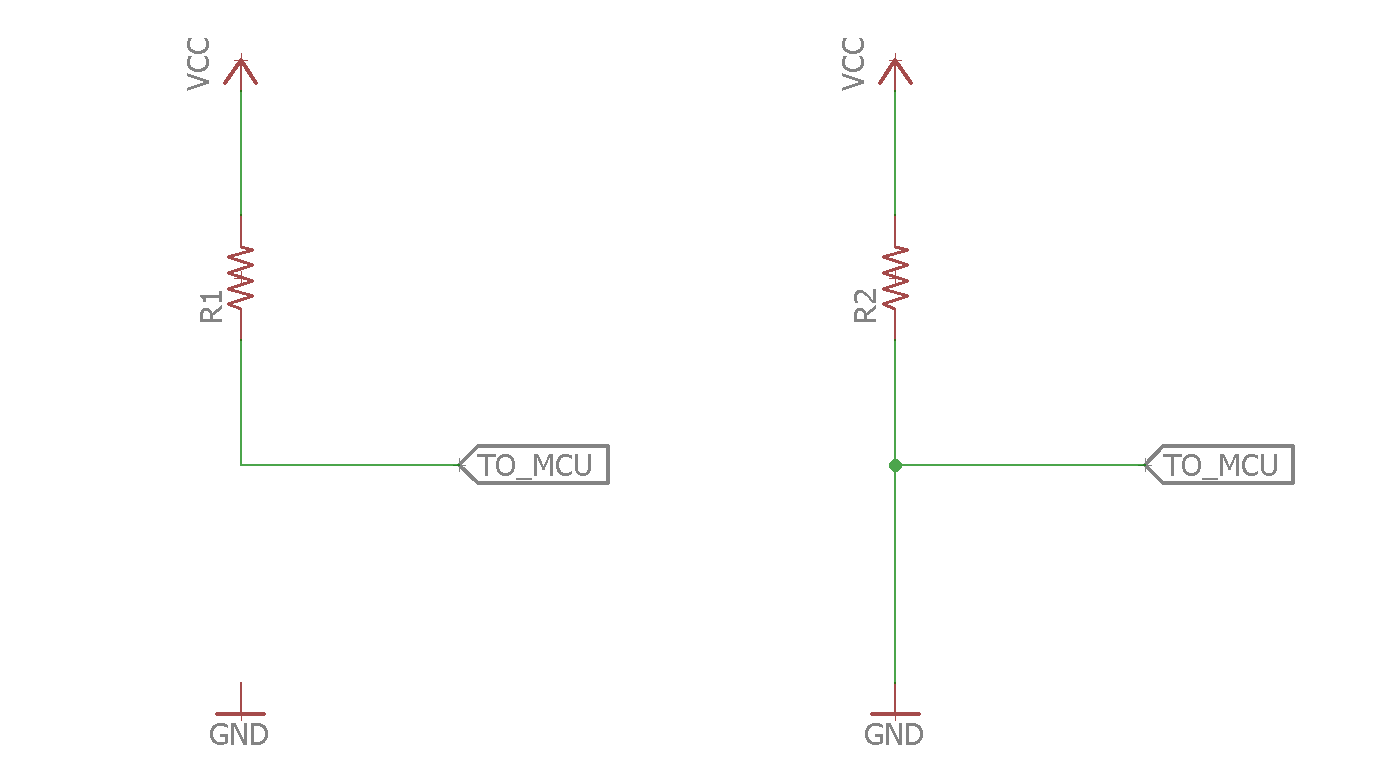 VCC
R1
TO_MCU
GND
VCC
R2
TO_MCU
GND